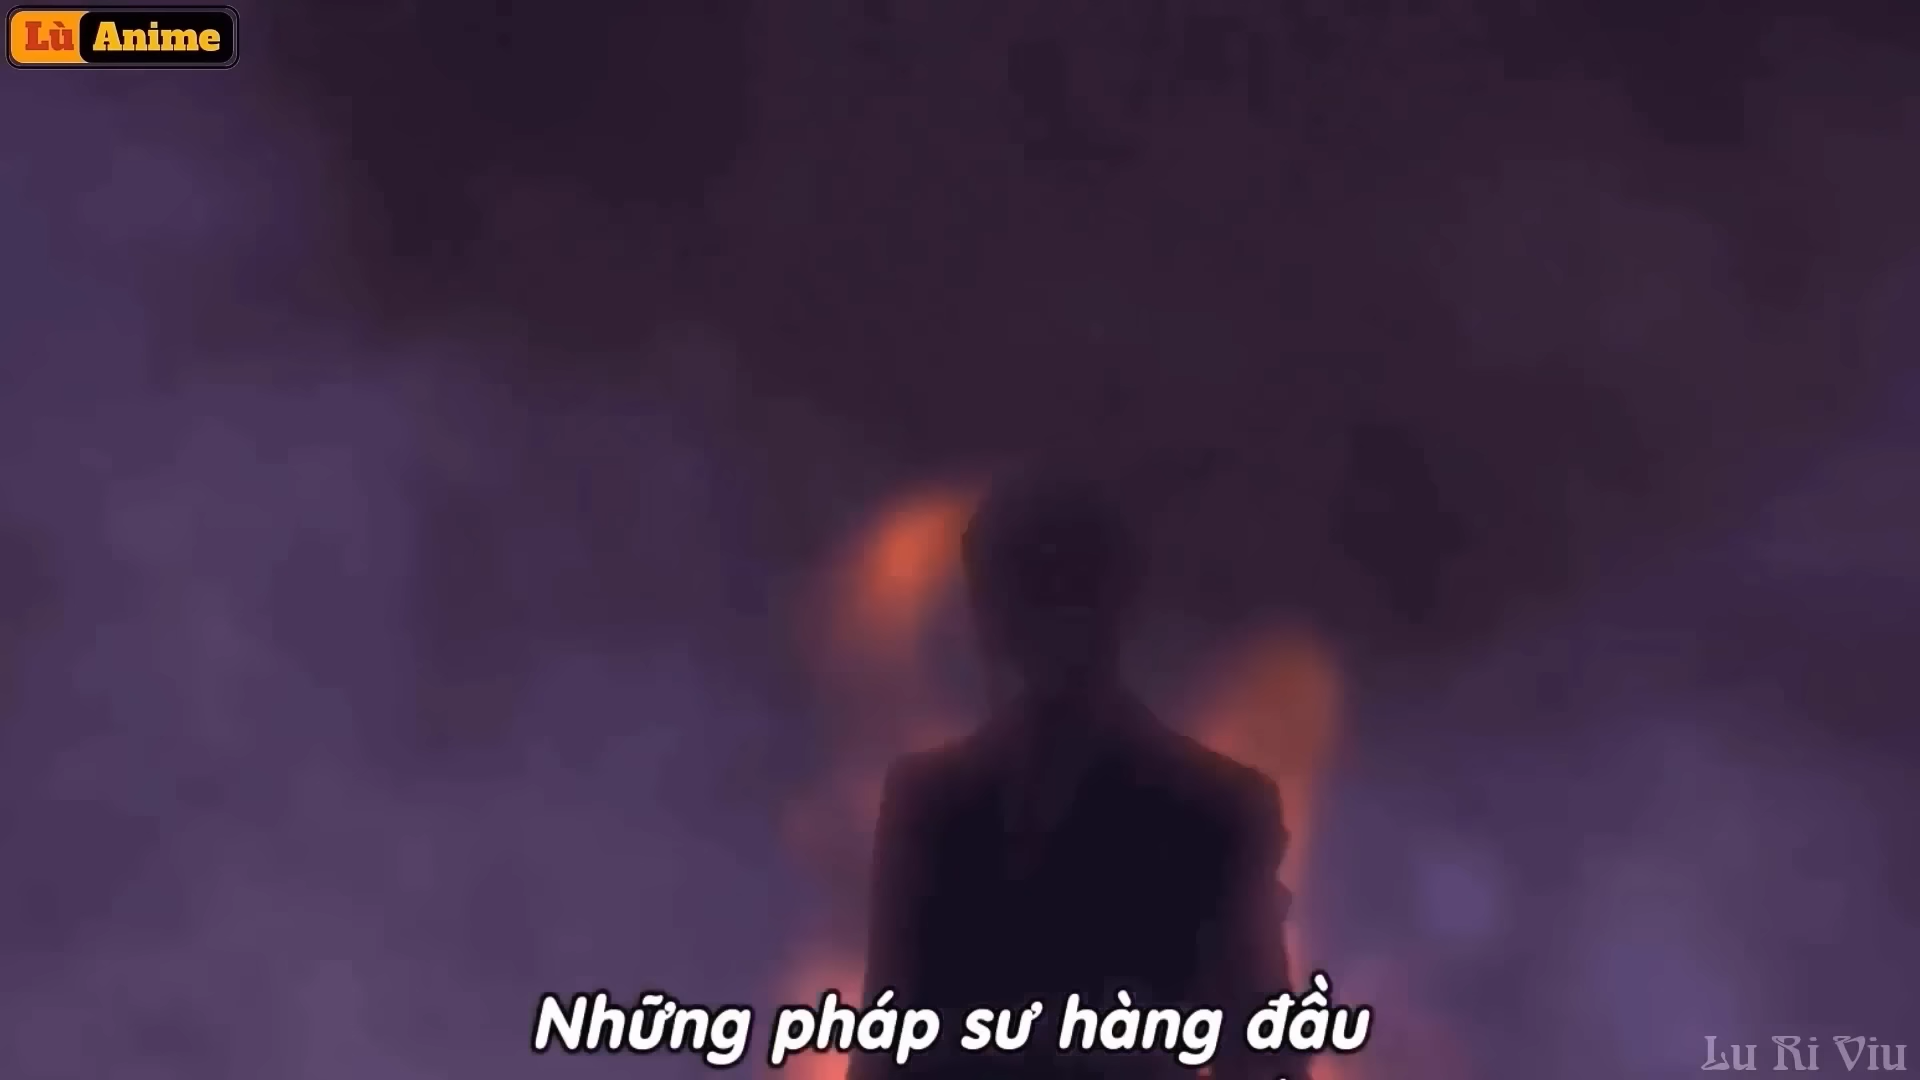 Lù Anime
Những pháp sư hàng đầu
Lu Ri Viu